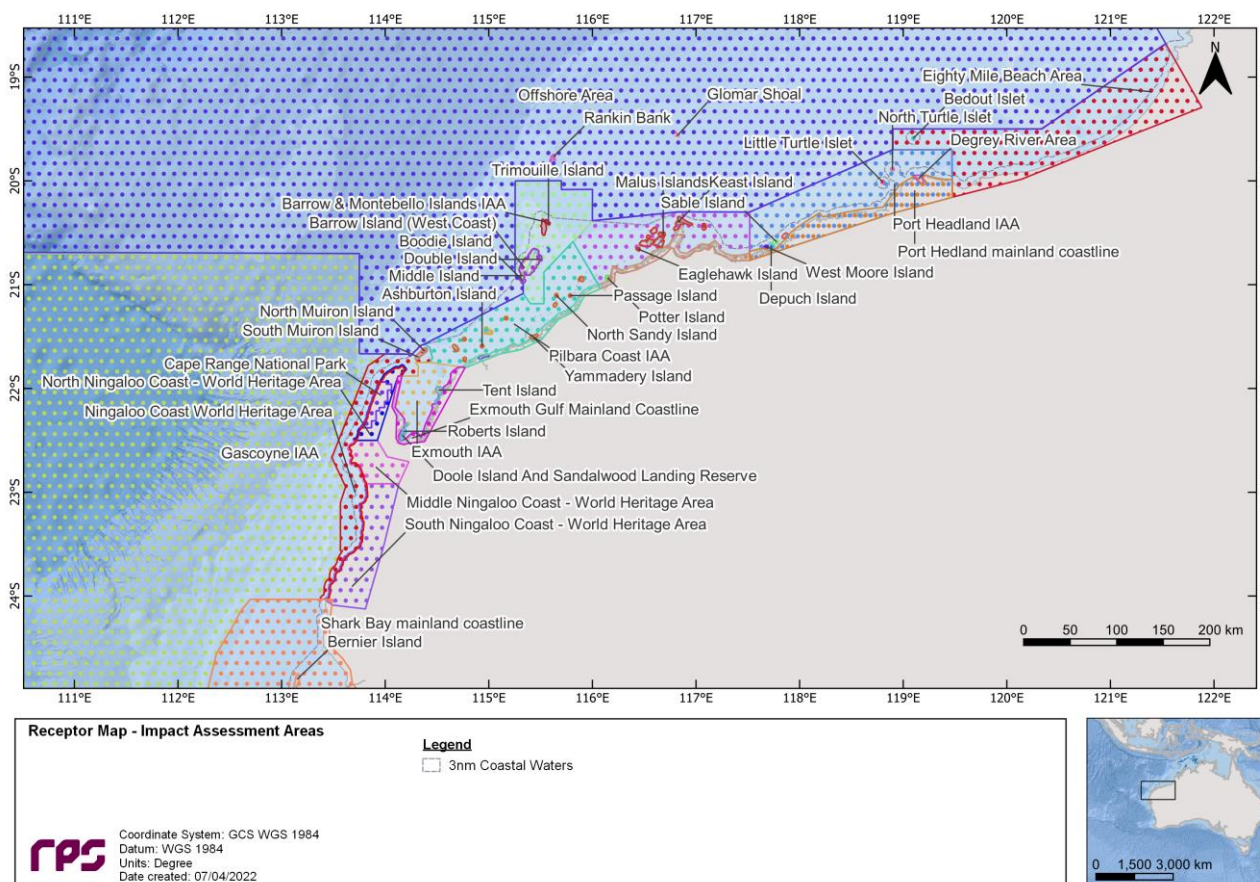 111°E 112°E 113°E 114°E 115°E 116°E 117°E 118°E 119°E 120°E 121°E 122°E
N
19°S
20°S
21°S
22°S
23°S
24°S
Eighty Mile Beach Area
Bedout Islet
North Turtle Islet
Degrey River Area
Little Turtle Islet
Offshore Area
Glomar Shoal
Rankin Bank
Trimouille Island
Malus Islands
Keast Island
Sable Island
Barrow & Montebello Islands IAA
Barrow Island (West Coast)
Boodie Island
Double Island
Middle Island
Ashburton Island
Port Headland IAA
Port Hedland mainland coastline
Eaglehawk Island
West Moore Island
Depuch Island
Passage Island
Potter Island
North Sandy Island
North Muiron Island
South Muiron Island
Pilbara Coast IAA
Yammadery Island
Cape Range National Park
North Ningaloo Coast - World Heritage Area
Ningaloo Coast World Heritage Area
Gascoyne IAA
Tent Island
Exmouth Gulf Mainland Coastline
Roberts Island
Exmouth IAA
Doole Island And Sandalwood Landing Reserve
Middle Ningaloo Coast - World Heritage Area
South Ningaloo Coast - World Heritage Area
Shark Bay mainland coastline
Bernier Island
0 50 100 150 200 km
111°E 112°E 113°E 114°E 115°E 116°E 117°E 118°E 119°E 120°E 121°E 122°E
Receptor Map - Impact Assessment Areas
Legend
3nm Coastal Waters
rps
Coordinate System: GCS WGS 1984
Datum: WGS 1984
Units: Degree
Date created: 07/04/2022
0 1,500 3,000 km